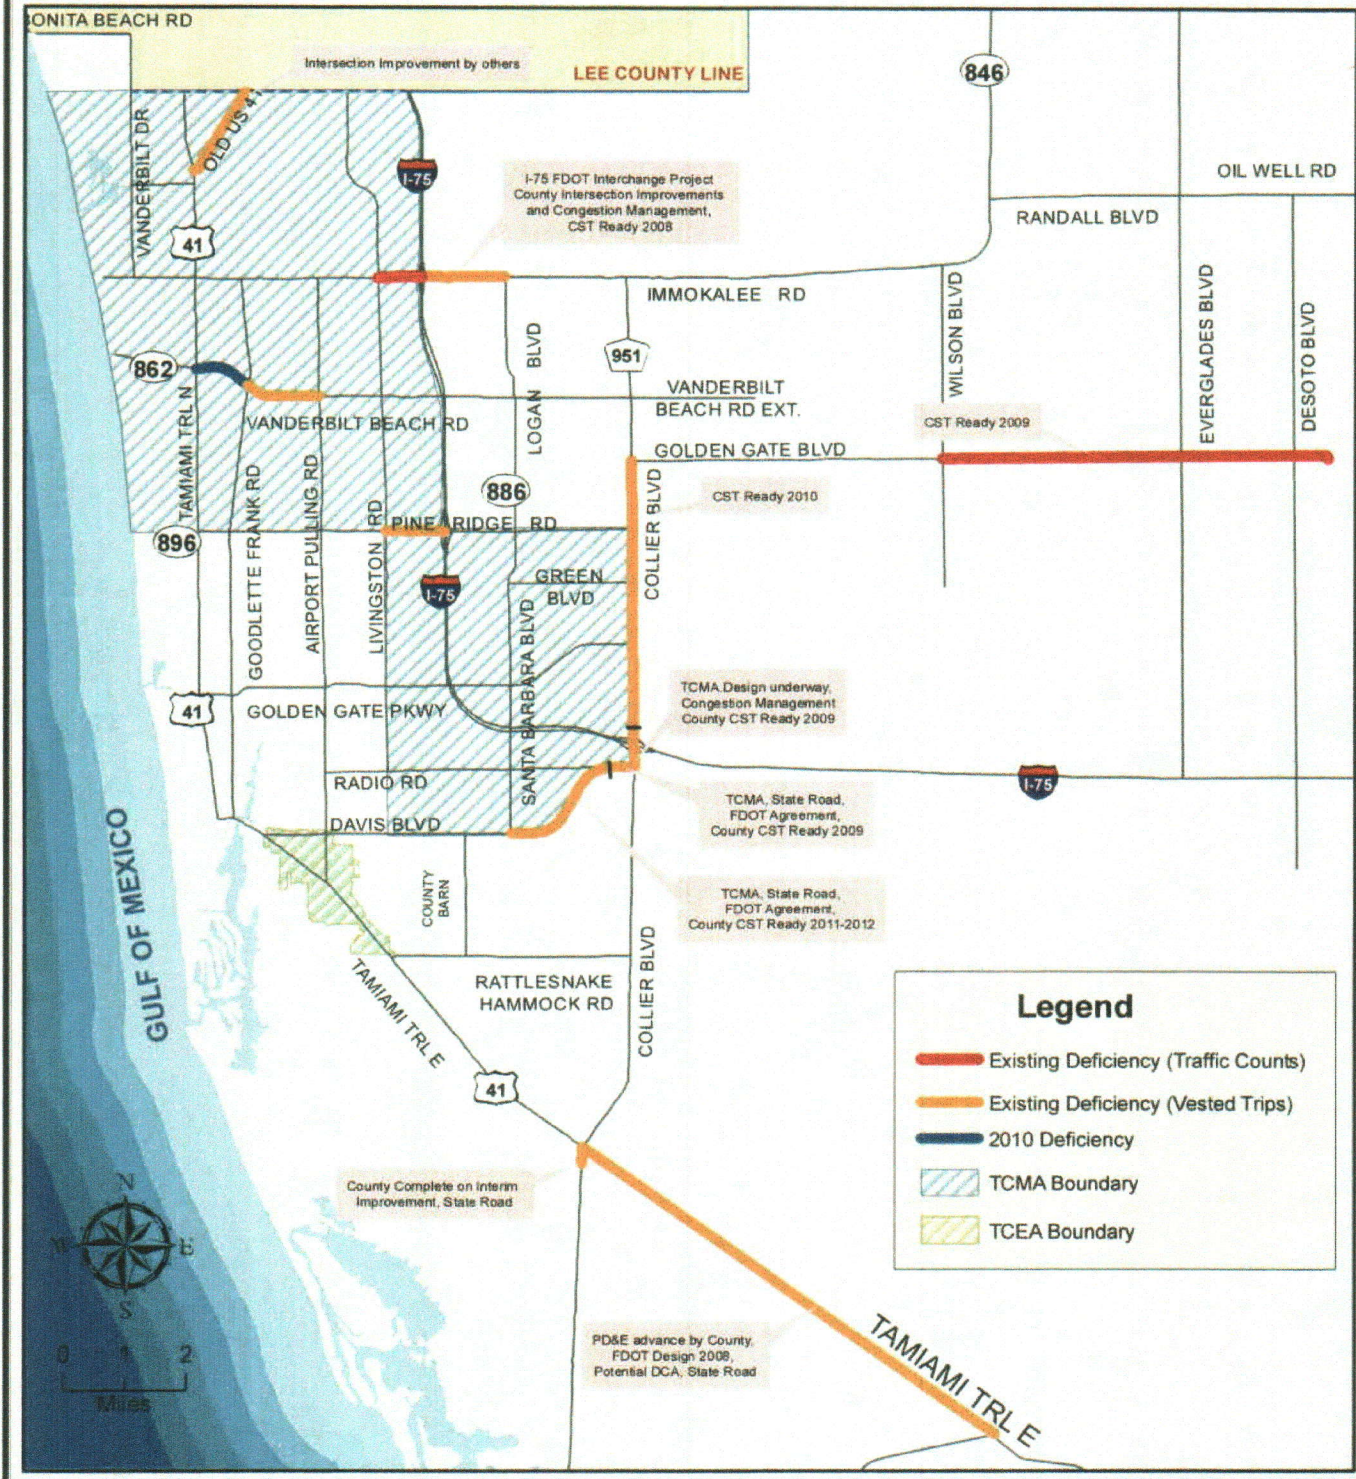 BONITA BEACH RD
Intersection Improvement by others
LEE COUNTY LINE
846
VANDERBILT DR
OLD US 41
I-75
I-75 FDOT Interchange Project
County Intersection Improvements
and Congestion Management,
CST Ready 2008
OIL WELL RD
RANDALL BLVD
41
IMMOKALEE RD
WILSON BLVD
EVERGLADES BLVD
DESOTO BLVD
LOGAN BLVD
951
862
TAMIAMI TRL N
VANDERBILT
BEACH RD EXT.
VANDERBILT BEACH RD
CST Ready 2009
GOLDEN GATE BLVD
886
CST Ready 2010
COLLIER BLVD
GOODLETTE FRANK RD
AIRPORT PULLING RD
LIVINGSTON RD
PINE RIDGE RD
896
GREEN
BLVD
I-75
SANTA BARBARA BLVD
41
GOLDEN GATE PKWY
TCMA Design underway,
Congestion Management
County CST Ready 2009
RADIO RD
I-75
TCMA, State Road,
FDOT Agreement,
County CST Ready 2009
DAVIS BLVD
GULF OF MEXICO
COUNTY
BARN
TCMA, State Road,
FDOT Agreement,
County CST Ready 2011-2012
TAMIAMI TRL E
RATTLESNAKE
HAMMOCK RD
COLLIER BLVD
Legend
Existing Deficiency (Traffic Counts)
Existing Deficiency (Vested Trips)
2010 Deficiency
TCMA Boundary
TCEA Boundary
41
County Complete on Interim
Improvement, State Road
N
W E
S
0 1 2
Miles
PD&E advance by County,
FDOT Design 2008,
Potential DCA, State Road
TAMIAMI TRL E